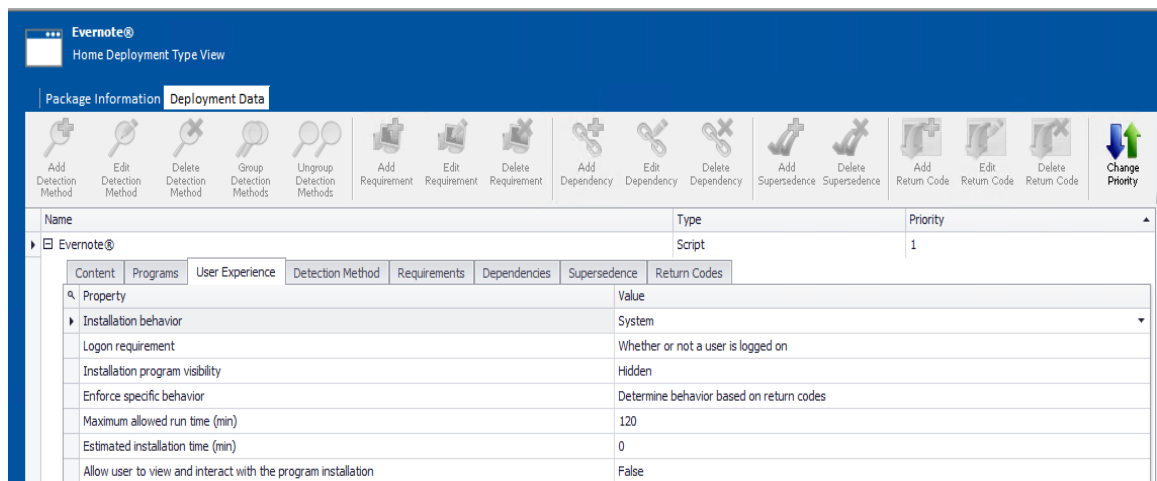 Evernote®
Home Deployment Type View
Package Information Deployment Data
Add Detection Method
Edit Detection Method
Delete Detection Method
Group Detection Methods
Ungroup Detection Methods
Add Requirement
Edit Requirement
Delete Requirement
Add Dependency
Edit Dependency
Delete Dependency
Add Supersedence
Delete Supersedence
Add Return Code
Edit Return Code
Delete Return Code
Change Priority
Name Type Priority
Evernote® Script 1
Content Programs User Experience Detection Method Requirements Dependencies Supersedence Return Codes
Property Value
Installation behavior System
Logon requirement Whether or not a user is logged on
Installation program visibility Hidden
Enforce specific behavior Determine behavior based on return codes
Maximum allowed run time (min) 120
Estimated installation time (min) 0
Allow user to view and interact with the program installation False